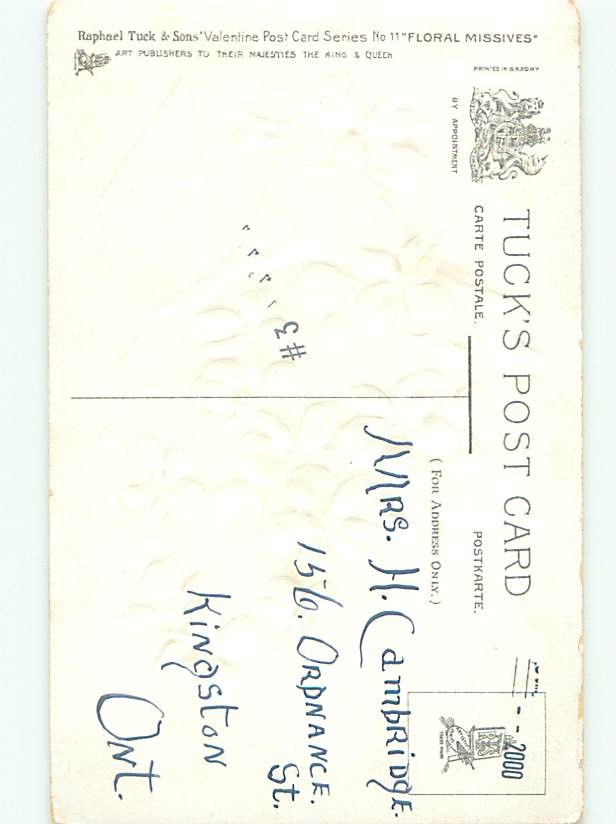 Raphael Tuck & Sons' Valentine Post Card Series No 11 "FLORAL MISSIVES"
ART PUBLISHERS TO THEIR MAJESTIES THE KING & QUEEN
PRINTED IN SAXONY
BY APPOINTMENT
TUCK'S POST CARD
CARTE POSTALE.
POSTKARTE.
(FOR ADDRESS ONLY.)
2000
#3
MRS. H. CAMBRIDGE.
156. ORDNANCE.
St.
KINGSTON
ONT.